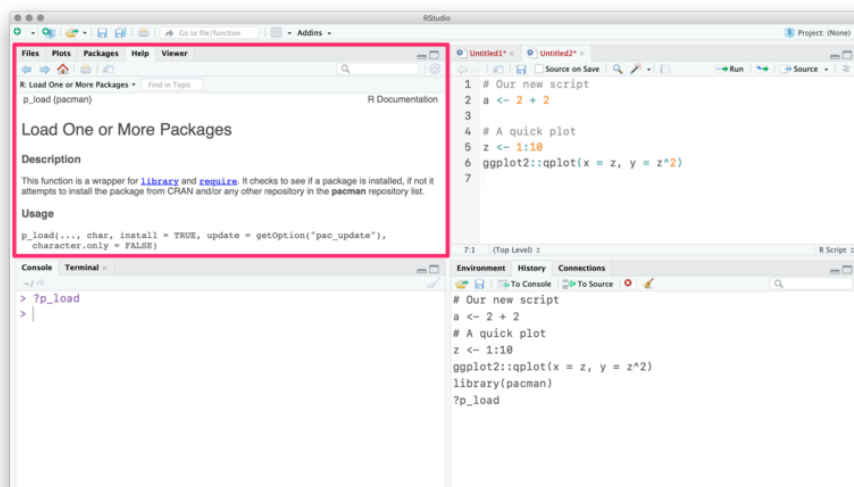 RStudio
Go to file/function Addins Project: (None)
Files Plots Packages Help Viewer
R: Load One or More Packages Find in Topic
p_load {pacman} R Documentation
Load One or More Packages
Description
This function is a wrapper for library and require. It checks to see if a package is installed, if not it
attempts to install the package from CRAN and/or any other repository in the pacman repository list.
Usage
p_load(..., char, install = TRUE, update = getOption("pac_update"),
character.only = FALSE)
Untitled1* Untitled2*
Source on Save Run Source
1 # Our new script
2 a <- 2 + 2
3
4 # A quick plot
5 z <- 1:10
6 ggplot2::qplot(x = z, y = z^2)
7
7:1 (Top Level) R Script
Console Terminal
~/
> ?p_load
>
Environment History Connections
To Console To Source
# Our new script
a <- 2 + 2
# A quick plot
z <- 1:10
ggplot2::qplot(x = z, y = z^2)
library(pacman)
?p_load